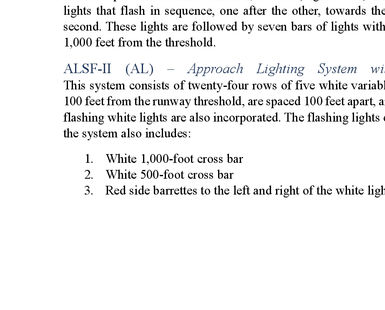 lights that flash in sequence, one after the other, towards the
second. These lights are followed by seven bars of lights with
1,000 feet from the threshold.
ALSF-II (AL) – Approach Lighting System wi
This system consists of twenty-four rows of five white variabl
100 feet from the runway threshold, are spaced 100 feet apart, a
flashing white lights are also incorporated. The flashing lights
the system also includes:
1. White 1,000-foot cross bar
2. White 500-foot cross bar
3. Red side barrettes to the left and right of the white ligh